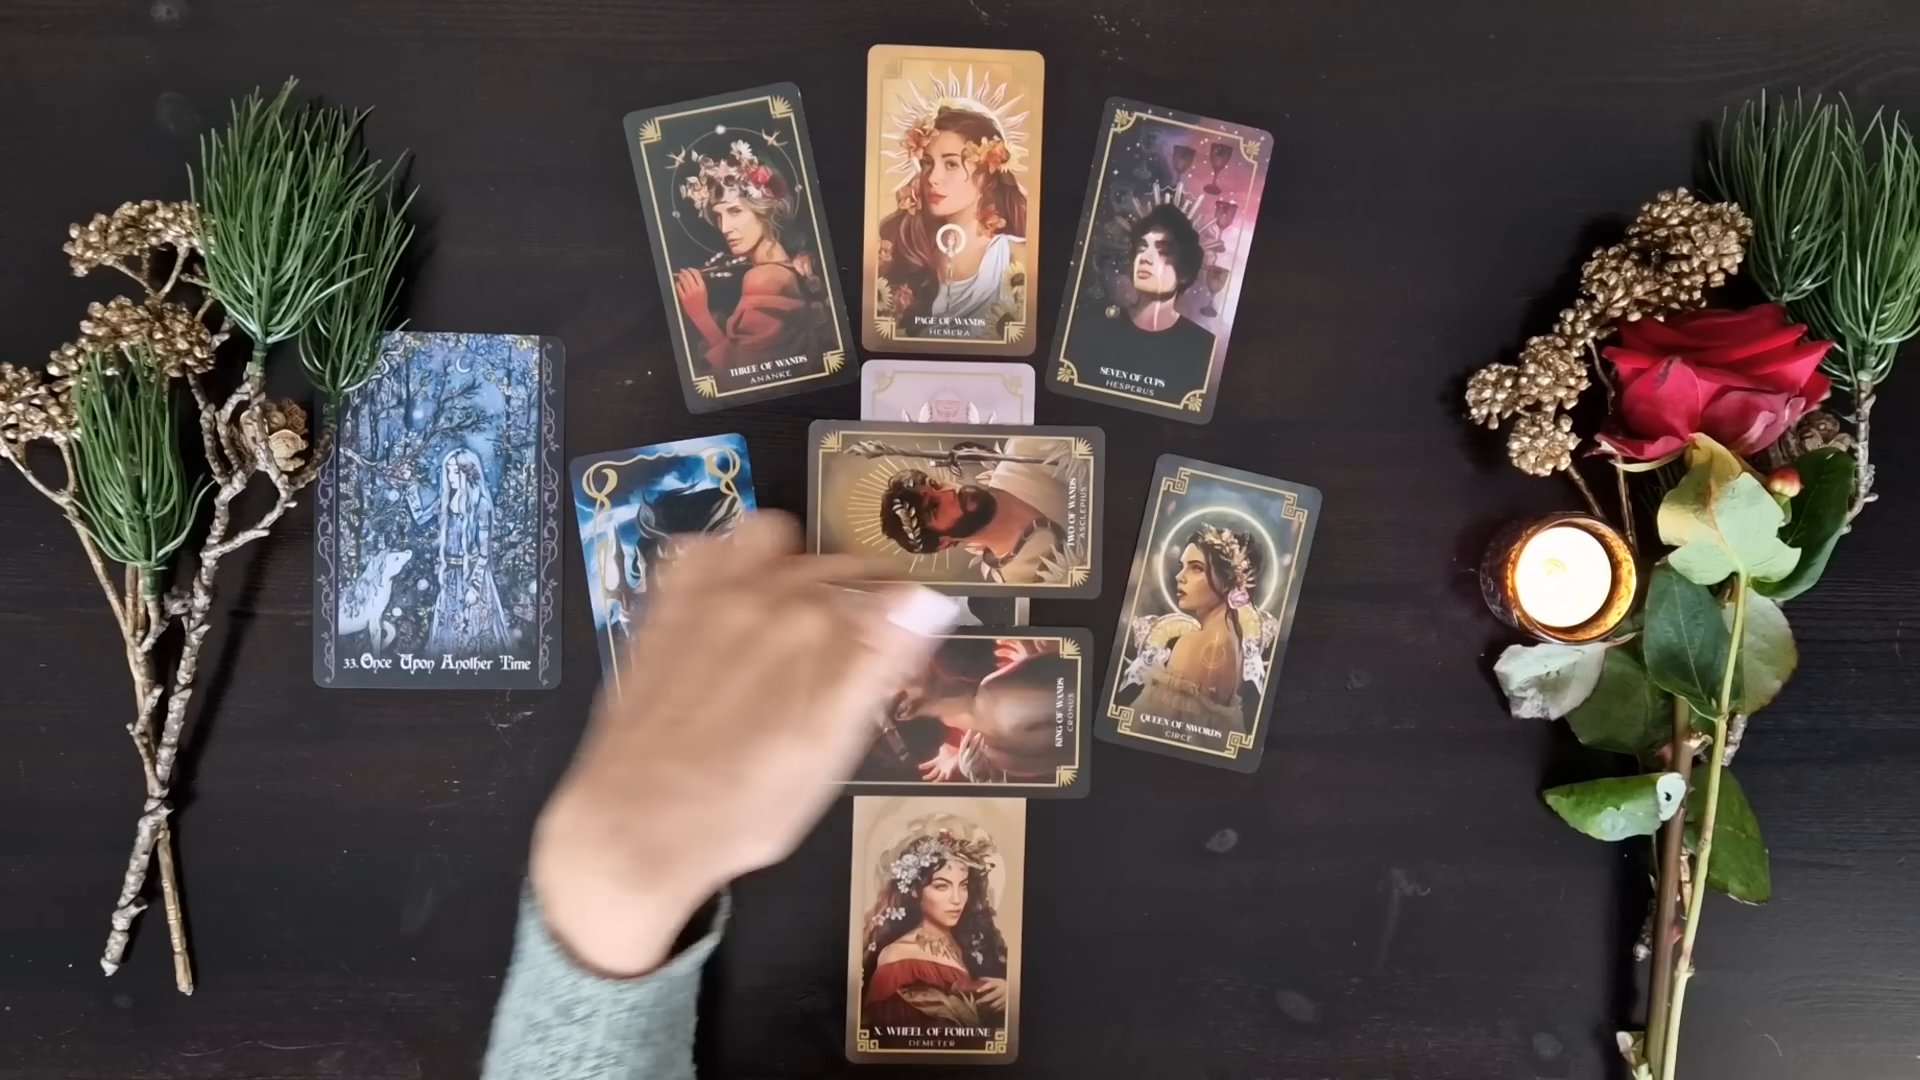 THREE OF WANDS
ANANKE
PAGE OF WANDS
HEMERA
SEVEN OF CUPS
HESPERUS
33. Once Upon Another Time
TWO OF WANDS
ASCLEPIUS
KING OF WANDS
CRONUS
QUEEN OF SWORDS
CIRCE
X. WHEEL OF FORTUNE
DEMETER